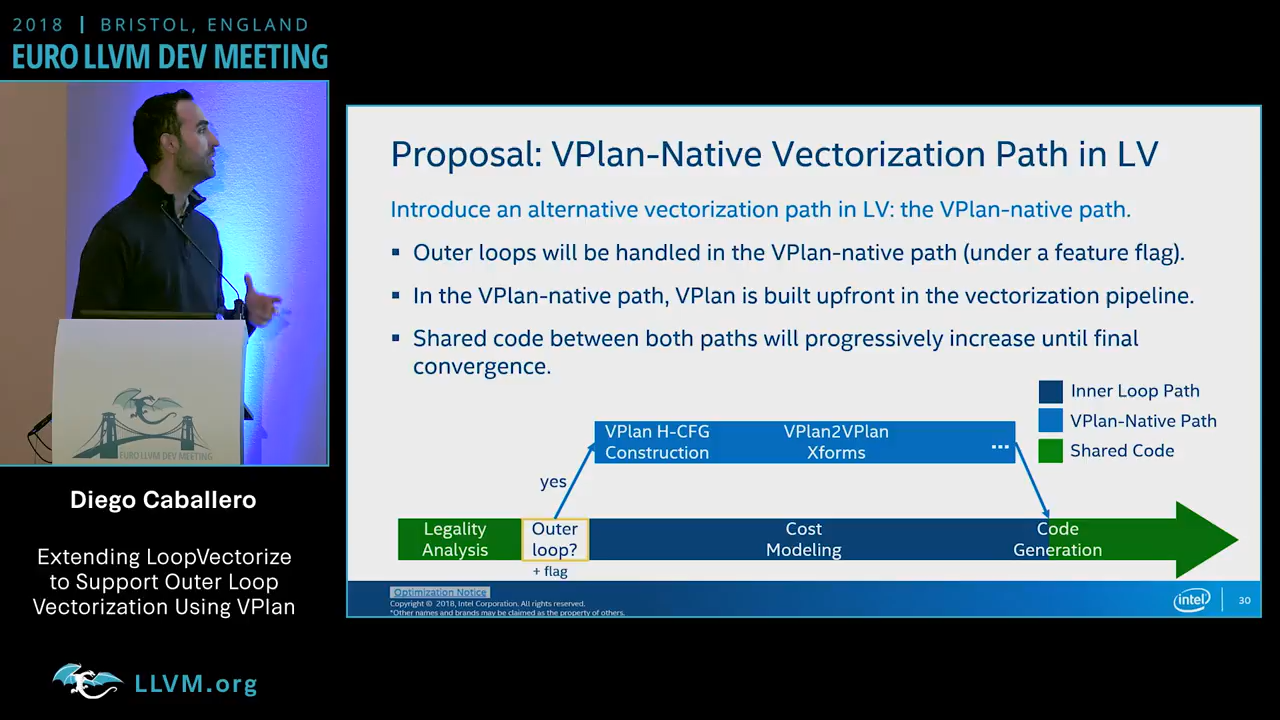 2018 | BRISTOL, ENGLAND
EURO LLVM DEV MEETING
EURO LLVM DEV MEETING
Diego Caballero
Extending LoopVectorize
to Support Outer Loop
Vectorization Using VPlan
LLVM.org
Proposal: VPlan-Native Vectorization Path in LV
Introduce an alternative vectorization path in LV: the VPlan-native path.
▪ Outer loops will be handled in the VPlan-native path (under a feature flag).
▪ In the VPlan-native path, VPlan is built upfront in the vectorization pipeline.
▪ Shared code between both paths will progressively increase until final
convergence.
Inner Loop Path
VPlan-Native Path
Shared Code
VPlan H-CFG
Construction
VPlan2VPlan
Xforms
...
yes
Legality
Analysis
Outer
loop?
+ flag
Cost
Modeling
Code
Generation
Optimization Notice
Copyright © 2018, Intel Corporation. All rights reserved.
*Other names and brands may be claimed as the property of others.
intel
30